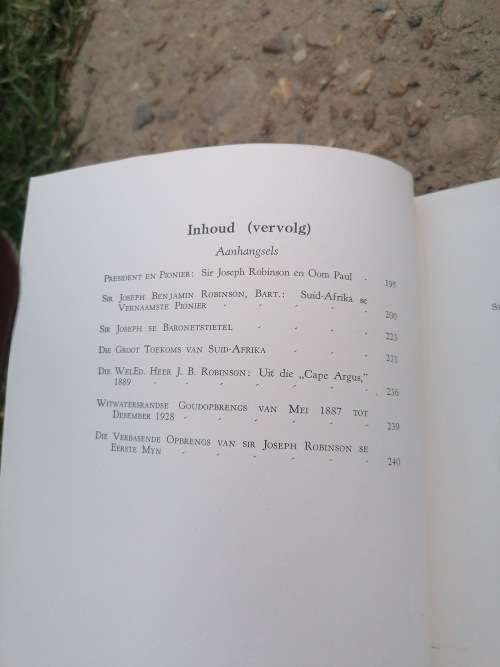 Inhoud (vervolg)
Aanhangsels
President en Pionier: Sir Joseph Robinson en Oom Paul - 195
Sir Joseph Benjamin Robinson, Bart.: Suid-Afrika se
Vernaamste Pionier - - - - - 200
Sir Joseph se Baronetstietel - - - - 223
Die Groot Toekoms van Suid-Afrika - - - 231
Die WelEd. Heer J. B. Robinson: Uit die „Cape Argus,”
1889 - - - - - - 236
Witwatersrandse Goudopbrengs van Mei 1887 tot
Desember 1928 - - - - - - 239
Die Verbasende Opbrengs van sir Joseph Robinson se
Eerste Myn - - - - - - 240